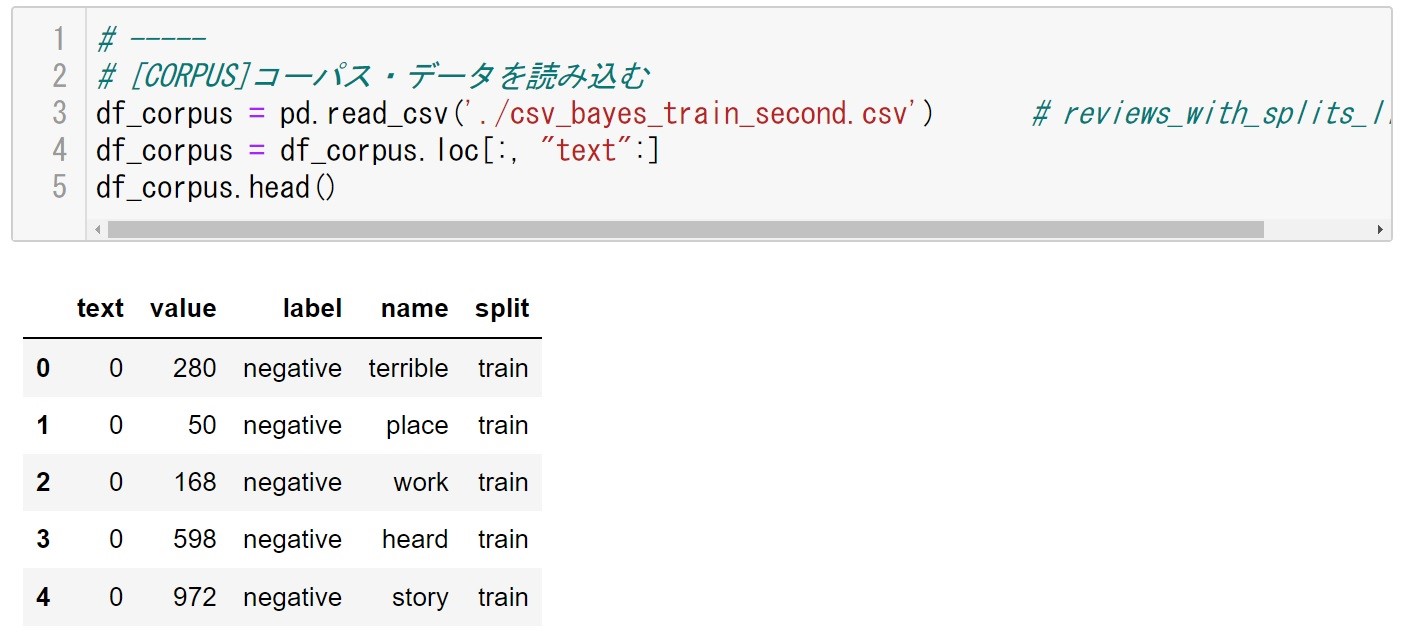 1 # -----
2 # [CORPUS]コーパス・データを読み込む
3 df_corpus = pd.read_csv('./csv_bayes_train_second.csv') # reviews_with_splits_l
4 df_corpus = df_corpus.loc[:, "text":]
5 df_corpus.head()
text value label name split
0 0 280 negative terrible train
1 0 50 negative place train
2 0 168 negative work train
3 0 598 negative heard train
4 0 972 negative story train